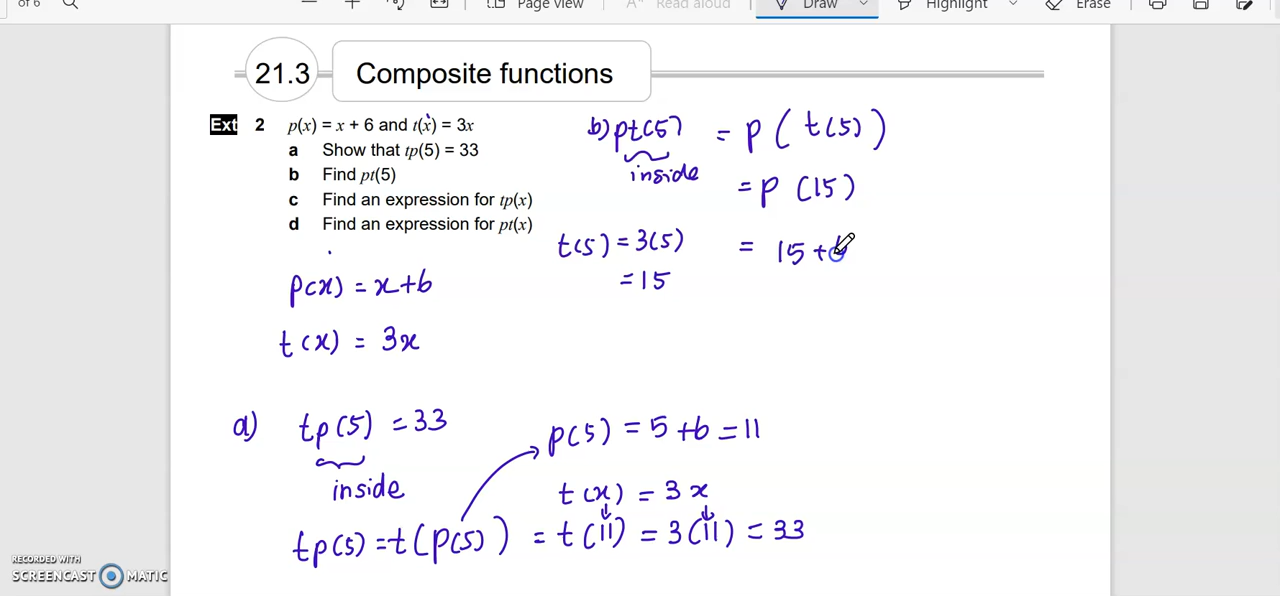 of 6
Page view
Read aloud
Draw
Highlight
Erase
21.3 Composite functions
Ext 2 p(x) = x + 6 and t(x) = 3x
a Show that tp(5) = 33
b Find pt(5)
c Find an expression for tp(x)
d Find an expression for pt(x)
p(x) = x+6
t(x) = 3x
b) pt(5) = p(t(5))
inside
= p(15)
t(5) = 3(5)
= 15
= 15+6
a) tp(5) = 33
inside
p(5) = 5+6 = 11
t(x) = 3x
tp(5) = t(p(5)) = t(11) = 3(11) = 33
RECORDED WITH
SCREENCAST MATIC